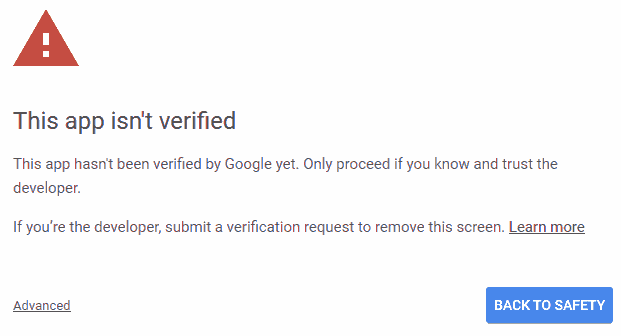 This app isn't verified
This app hasn't been verified by Google yet. Only proceed if you know and trust the
developer.
If you’re the developer, submit a verification request to remove this screen. Learn more
Advanced
BACK TO SAFETY